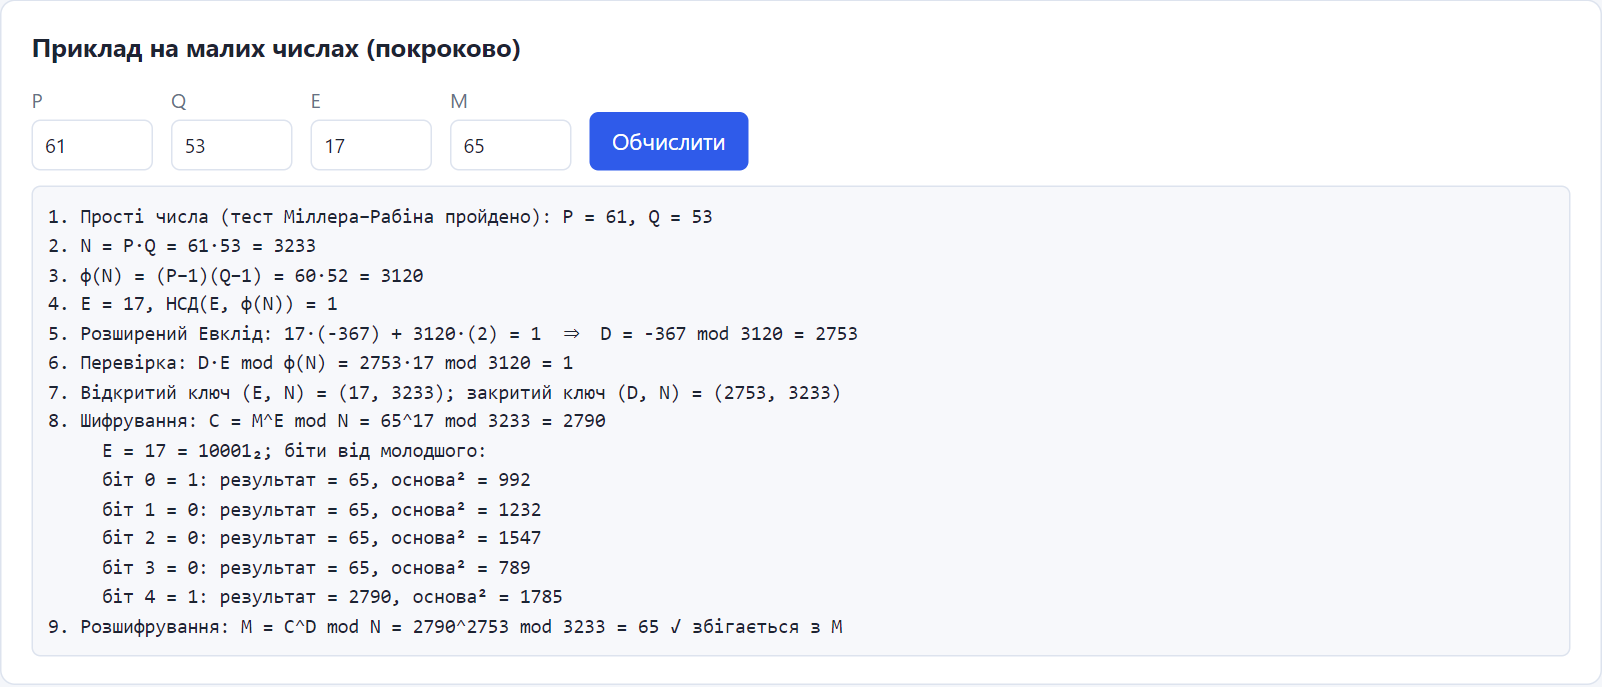 Приклад на малих числах (покроково)
P Q E M
61 53 17 65 Обчислити
1. Прості числа (тест Міллера–Рабіна пройдено): P = 61, Q = 53
2. N = P·Q = 61·53 = 3233
3. ϕ(N) = (P−1)(Q−1) = 60·52 = 3120
4. E = 17, НСД(E, ϕ(N)) = 1
5. Розширений Евклід: 17·(-367) + 3120·(2) = 1 ⇒ D = -367 mod 3120 = 2753
6. Перевірка: D·E mod ϕ(N) = 2753·17 mod 3120 = 1
7. Відкритий ключ (E, N) = (17, 3233); закритий ключ (D, N) = (2753, 3233)
8. Шифрування: C = M^E mod N = 65^17 mod 3233 = 2790
E = 17 = 10001₂; біти від молодшого:
біт 0 = 1: результат = 65, основа² = 992
біт 1 = 0: результат = 65, основа² = 1232
біт 2 = 0: результат = 65, основа² = 1547
біт 3 = 0: результат = 65, основа² = 789
біт 4 = 1: результат = 2790, основа² = 1785
9. Розшифрування: M = C^D mod N = 2790^2753 mod 3233 = 65 ✓ збігається з M